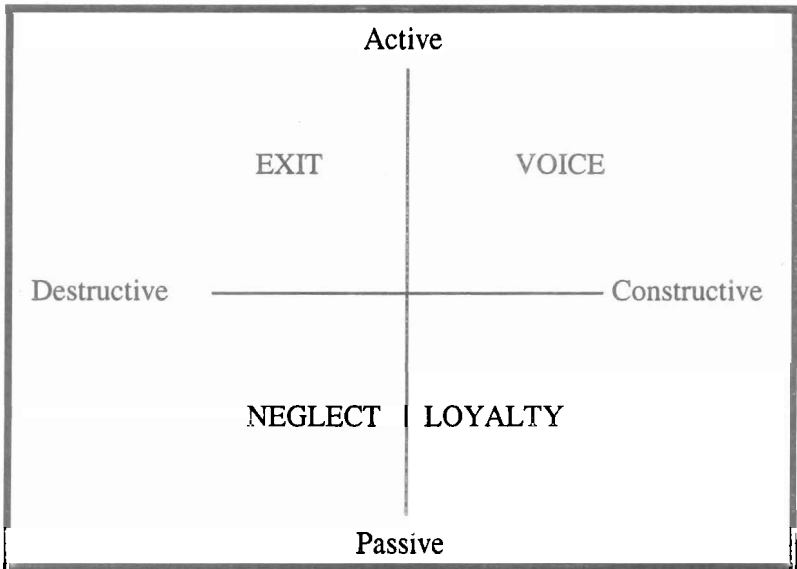 Active
EXIT VOICE
Destructive Constructive
NEGLECT LOYALTY
Passive